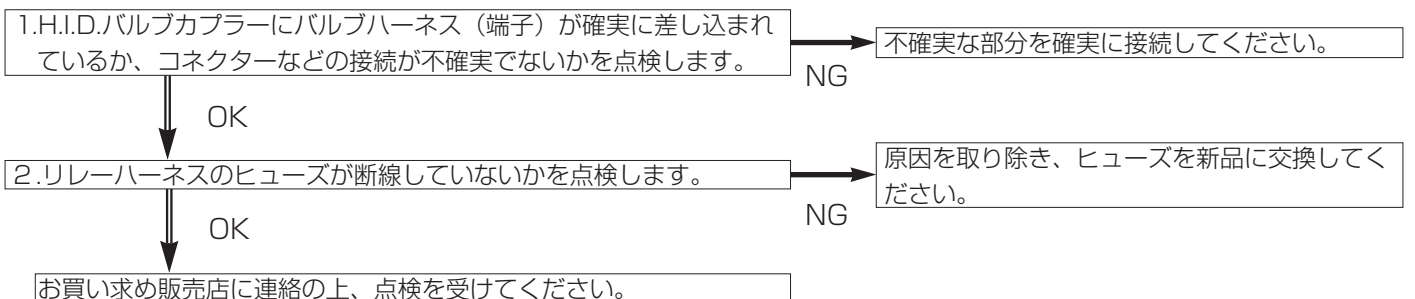 1.H.I.D.バルブカプラーにバルブハーネス（端子）が確実に差し込まれ
ているか、コネクターなどの接続が不確実でないかを点検します。
NG
不確実な部分を確実に接続してください。
OK
２.リレーハーネスのヒューズが断線していないかを点検します。
NG
原因を取り除き、ヒューズを新品に交換してく
ださい。
OK
お買い求め販売店に連絡の上、点検を受けてください。